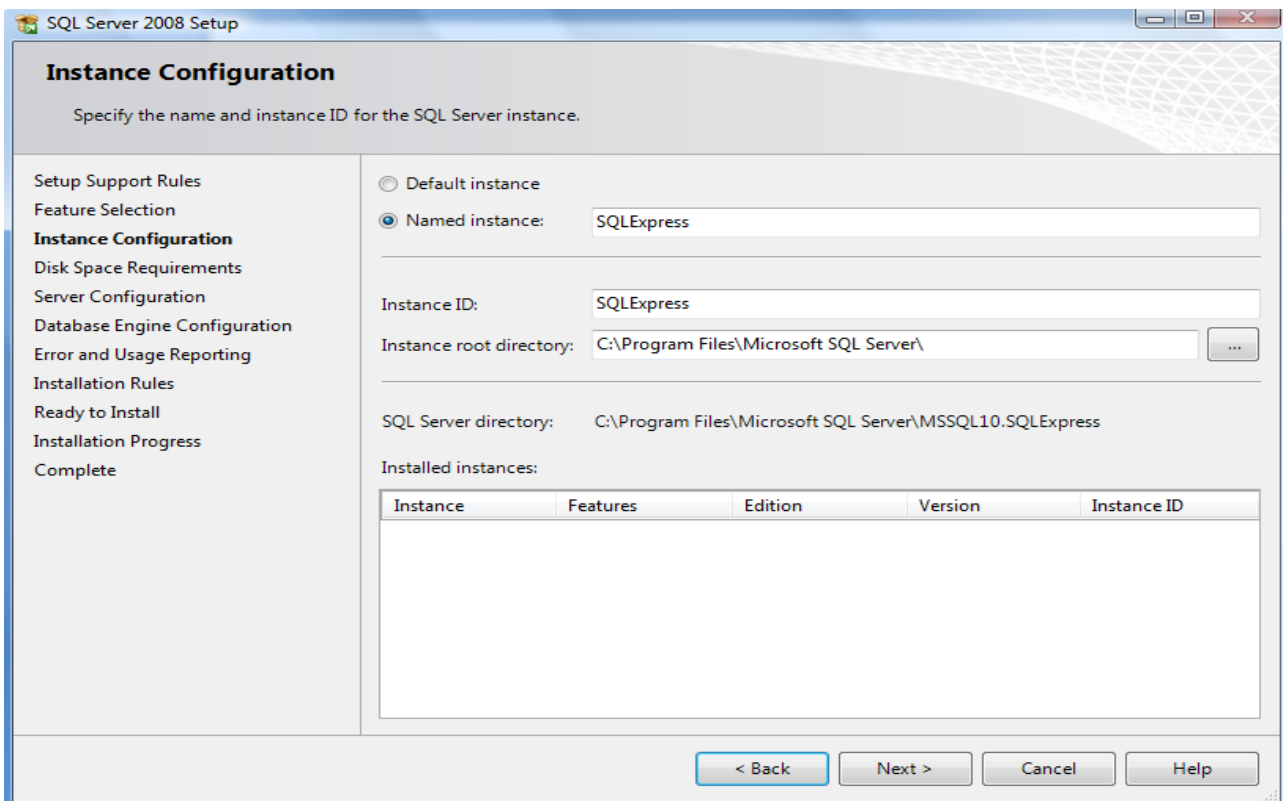 SQL Server 2008 Setup
Instance Configuration
Specify the name and instance ID for the SQL Server instance.
Setup Support Rules
Feature Selection
Instance Configuration
Disk Space Requirements
Server Configuration
Database Engine Configuration
Error and Usage Reporting
Installation Rules
Ready to Install
Installation Progress
Complete
Default instance
Named instance: SQLExpress
Instance ID: SQLExpress
Instance root directory: C:\Program Files\Microsoft SQL Server\ ...
SQL Server directory: C:\Program Files\Microsoft SQL Server\MSSQL10.SQLExpress
Installed instances:
Instance Features Edition Version Instance ID
< Back Next > Cancel Help